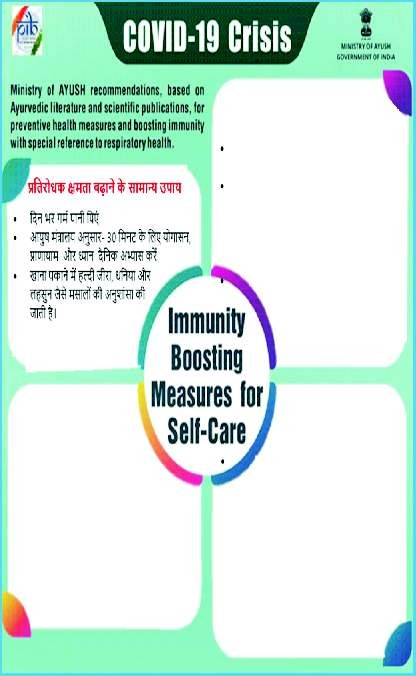 pib
COVID-19 Crisis
MINISTRY OF AYUSH
GOVERNMENT OF INDIA
Ministry of AYUSH recommendations, based on
Ayurvedic literature and scientific publications, for
preventive health measures and boosting immunity
with special reference to respiratory health.
प्रतिरोधक क्षमता बढ़ाने के सामान्य उपाय
• दिन भर गर्म पानी पिएं
• आयुष मंत्रालय अनुसार- 30 मिनट के लिए योगासन,
प्राणायाम और ध्यान दैनिक अभ्यास करें
• खाना पकाने में हल्दी जीरा, धनिया और
लहसुन जैसे मसालों की अनुशंसा की
जाती है।
Immunity
Boosting
Measures for
Self-Care